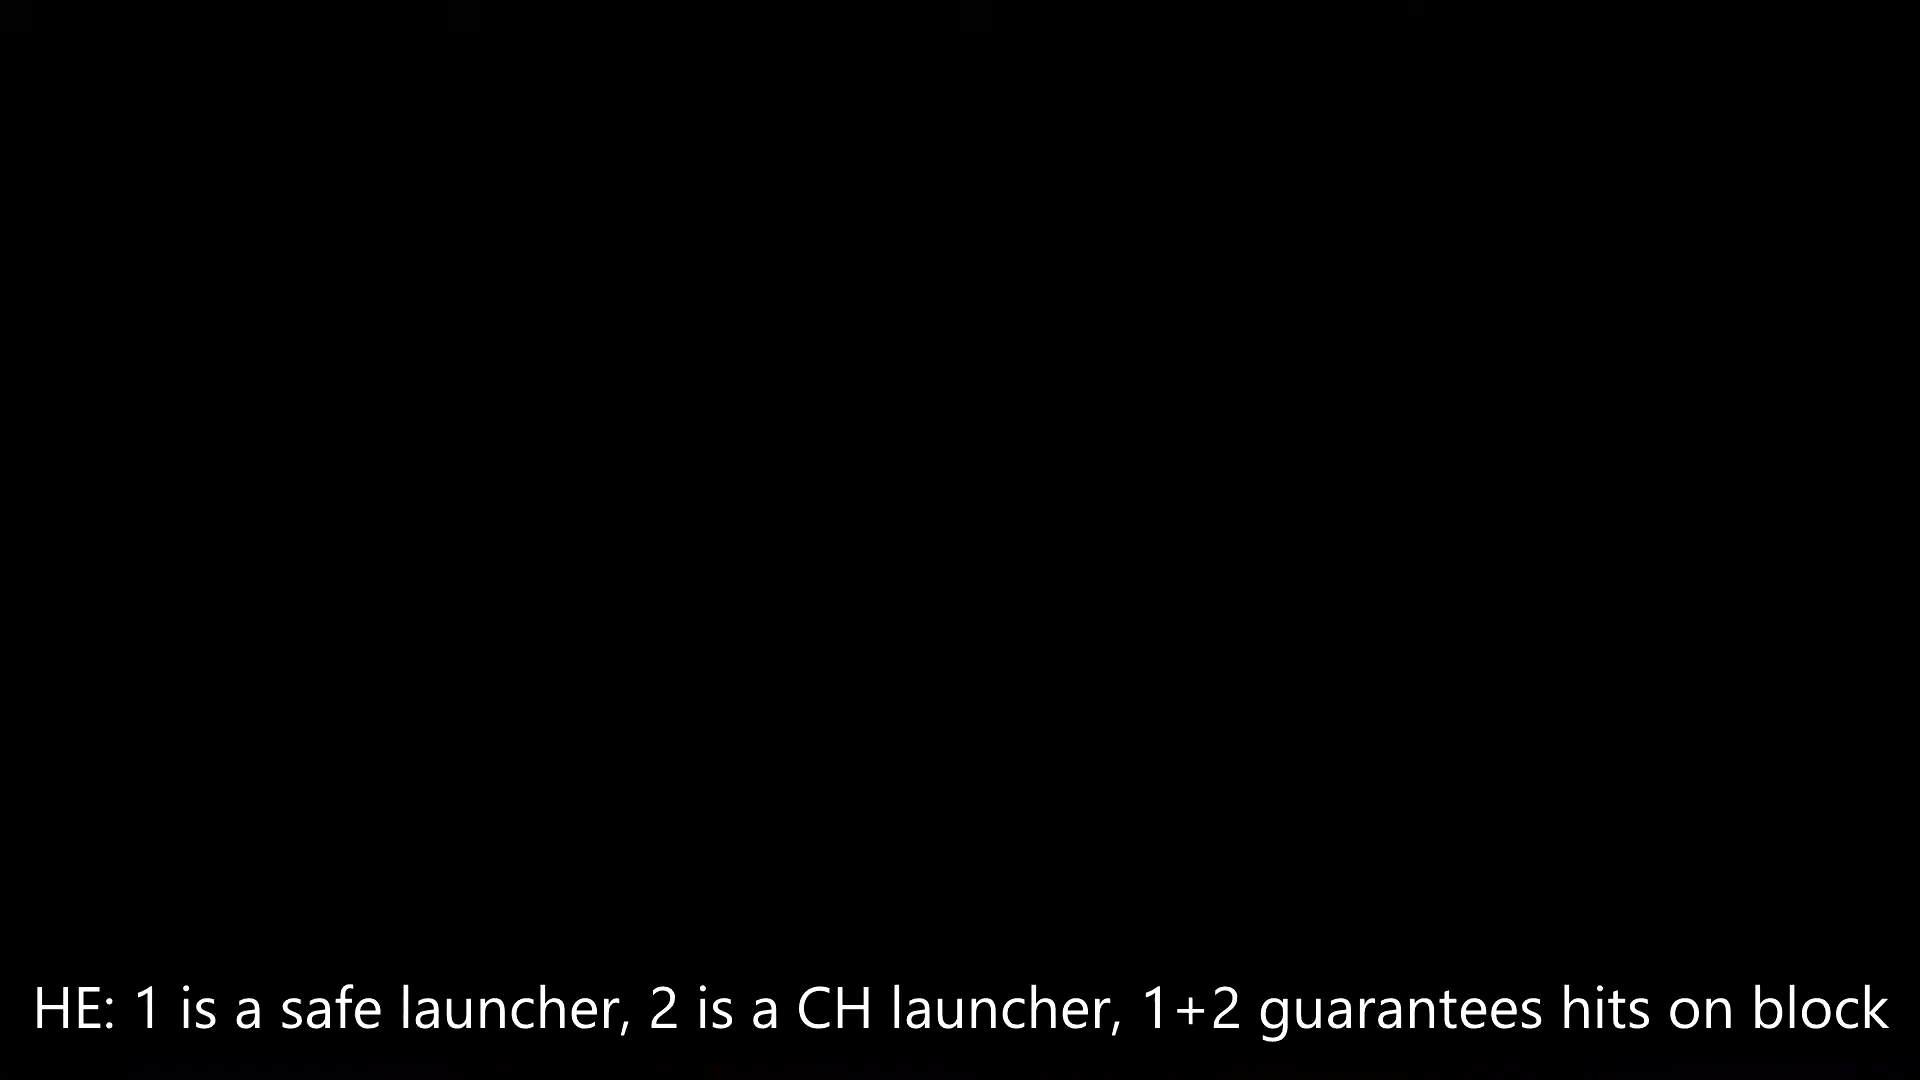 HE: 1 is a safe launcher, 2 is a CH launcher, 1+2 guarantees hits on block